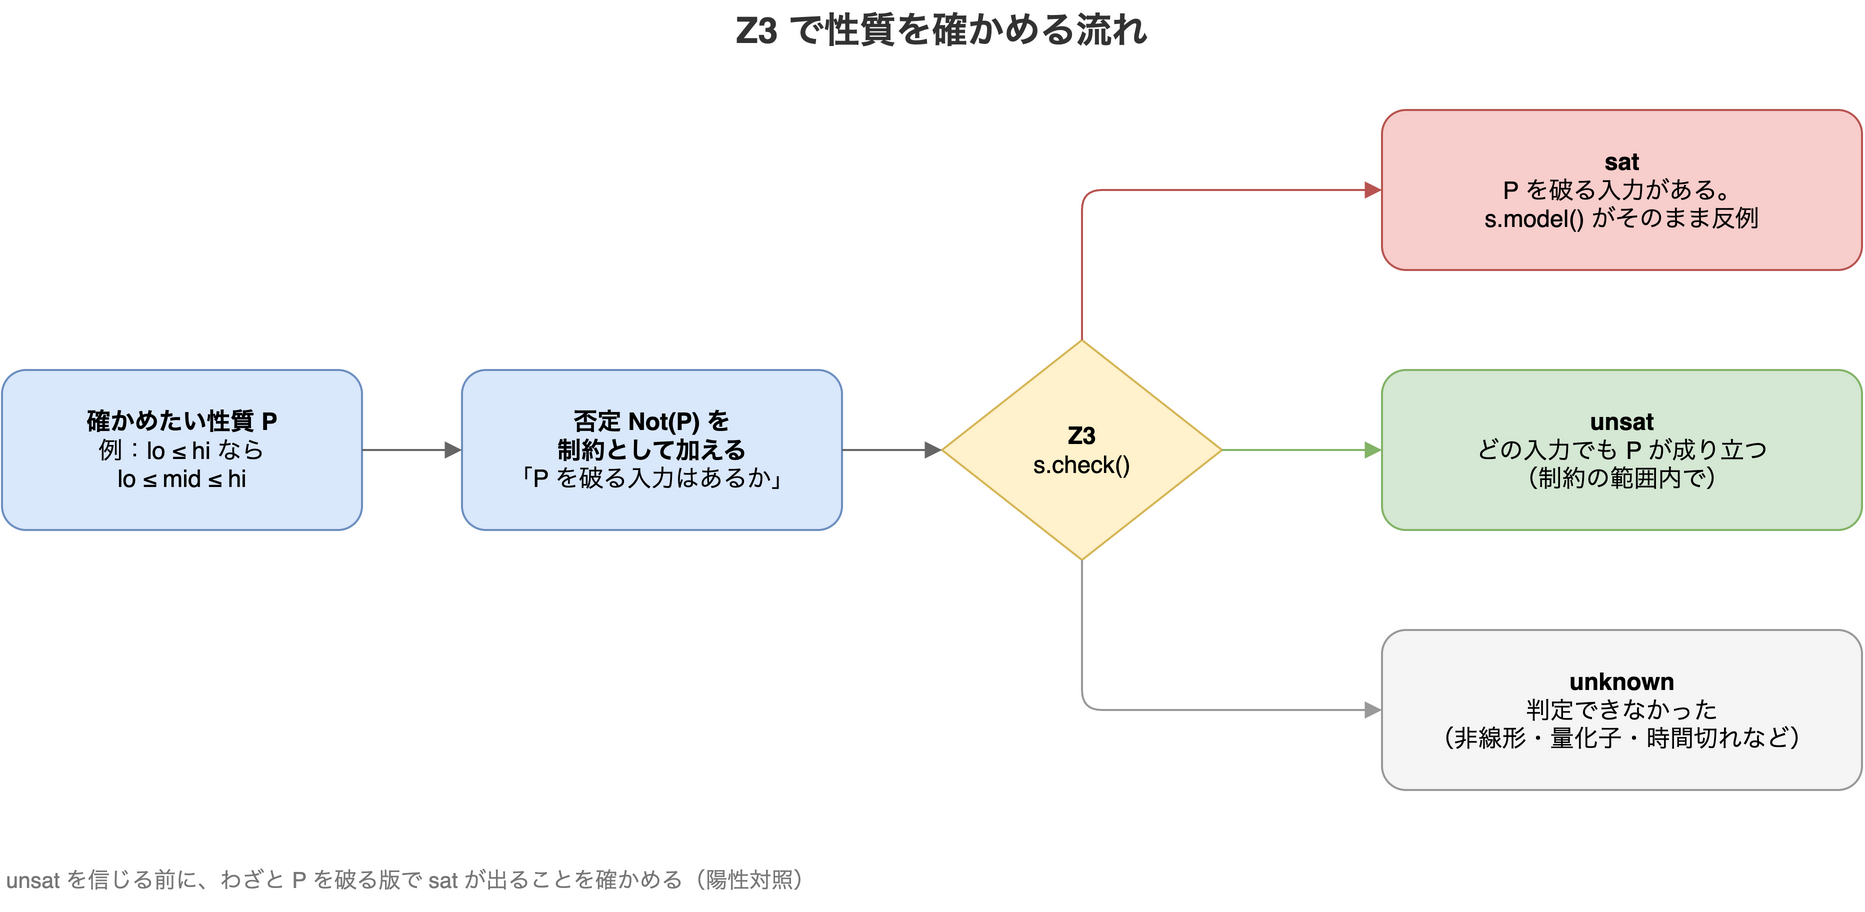 Z3 で性質を確かめる流れ
sat
P を破る入力がある。
s.model() がそのまま反例
確かめたい性質 P
例：lo ≤ hi なら
lo ≤ mid ≤ hi
否定 Not(P) を
制約として加える
「P を破る入力はあるか」
Z3
s.check()
unsat
どの入力でも P が成り立つ
（制約の範囲内で）
unknown
判定できなかった
（非線形・量化子・時間切れなど）
unsat を信じる前に、わざと P を破る版で sat が出ることを確かめる（陽性対照）